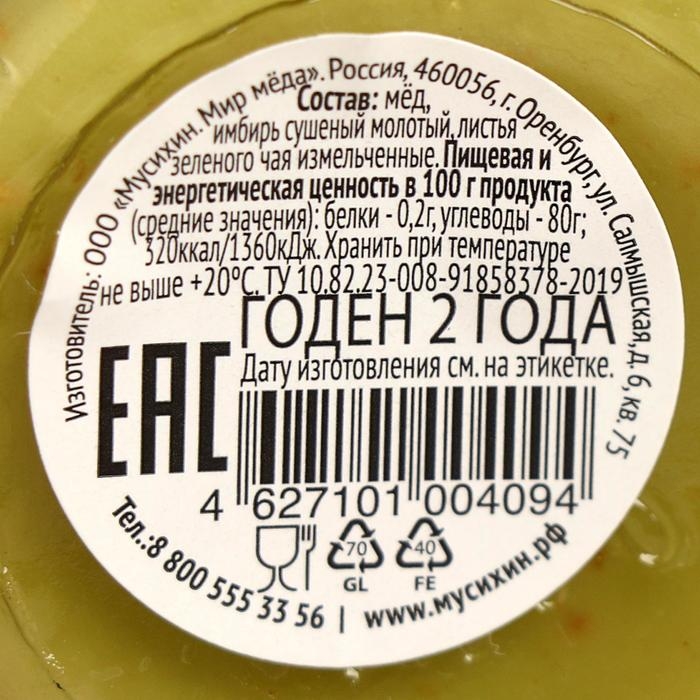 Изготовитель: ООО «Мусихин. Мир мёда». Россия, 460056, г. Оренбург, ул. Салмышская, д. 6, кв. 75
Состав: мёд,
имбирь сушеный молотый, листья
зеленого чая измельченные. Пищевая и
энергетическая ценность в 100 г продукта
(средние значения): белки - 0,2г, углеводы - 80г;
320ккал/1360кДж. Хранить при температуре
не выше +20°С. ТУ 10.82.23-008-91858378-2019
ГОДЕН 2 ГОДА
Дату изготовления см. на этикетке.
ЕАС
4 627101 004094
70
GL
40
FE
Тел.:8 800 555 33 56 | www.мусихин.рф